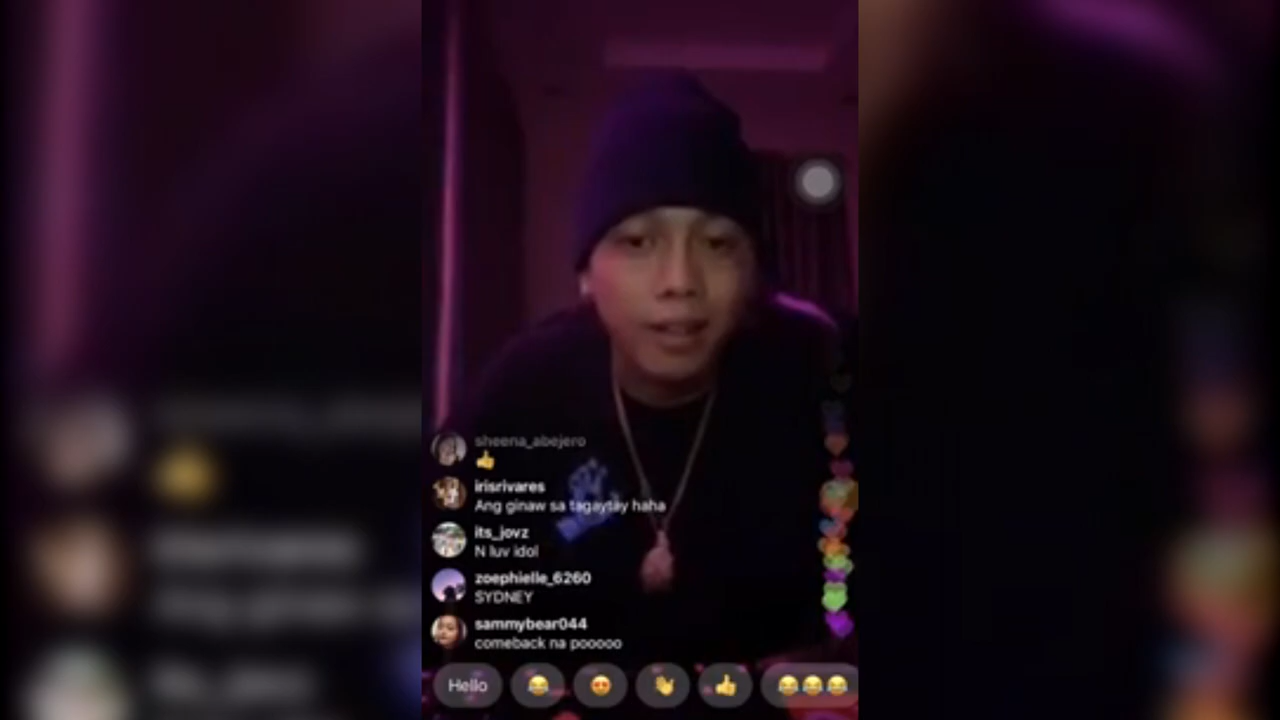 sheena_abejero
👍
irisrivares
Ang ginaw sa tagaytay haha
its_jovz
N luv idol
zoephielle_6260
SYDNEY
sammybear044
comeback na pooooo
Hello 😂 😍 👋 👍 😂😂😂